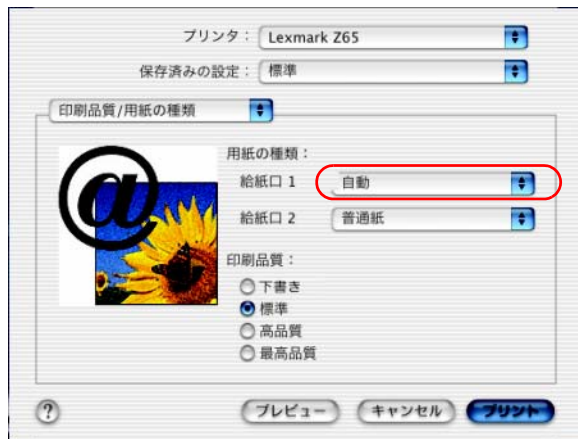 プリンタ： Lexmark Z65
保存済みの設定： 標準
印刷品質/用紙の種類
用紙の種類：
給紙口 1 自動
給紙口 2 普通紙
印刷品質：
下書き
標準
高品質
最高品質
@
? プレビュー キャンセル プリント